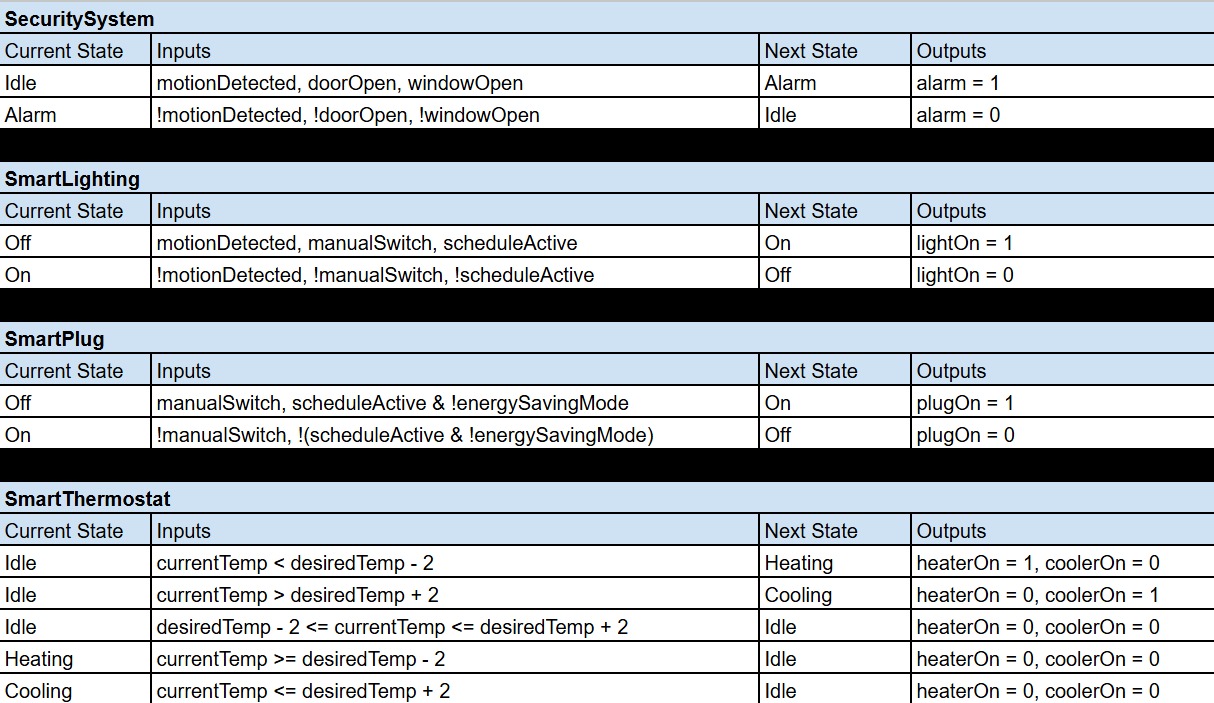 SecuritySystem
Current State Inputs Next State Outputs
Idle motionDetected, doorOpen, windowOpen Alarm alarm = 1
Alarm !motionDetected, !doorOpen, !windowOpen Idle alarm = 0
SmartLighting
Current State Inputs Next State Outputs
Off motionDetected, manualSwitch, scheduleActive On lightOn = 1
On !motionDetected, !manualSwitch, !scheduleActive Off lightOn = 0
SmartPlug
Current State Inputs Next State Outputs
Off manualSwitch, scheduleActive & !energySavingMode On plugOn = 1
On !manualSwitch, !(scheduleActive & !energySavingMode) Off plugOn = 0
SmartThermostat
Current State Inputs Next State Outputs
Idle currentTemp < desiredTemp - 2 Heating heaterOn = 1, coolerOn = 0
Idle currentTemp > desiredTemp + 2 Cooling heaterOn = 0, coolerOn = 1
Idle desiredTemp - 2 <= currentTemp <= desiredTemp + 2 Idle heaterOn = 0, coolerOn = 0
Heating currentTemp >= desiredTemp - 2 Idle heaterOn = 0, coolerOn = 0
Cooling currentTemp <= desiredTemp + 2 Idle heaterOn = 0, coolerOn = 0